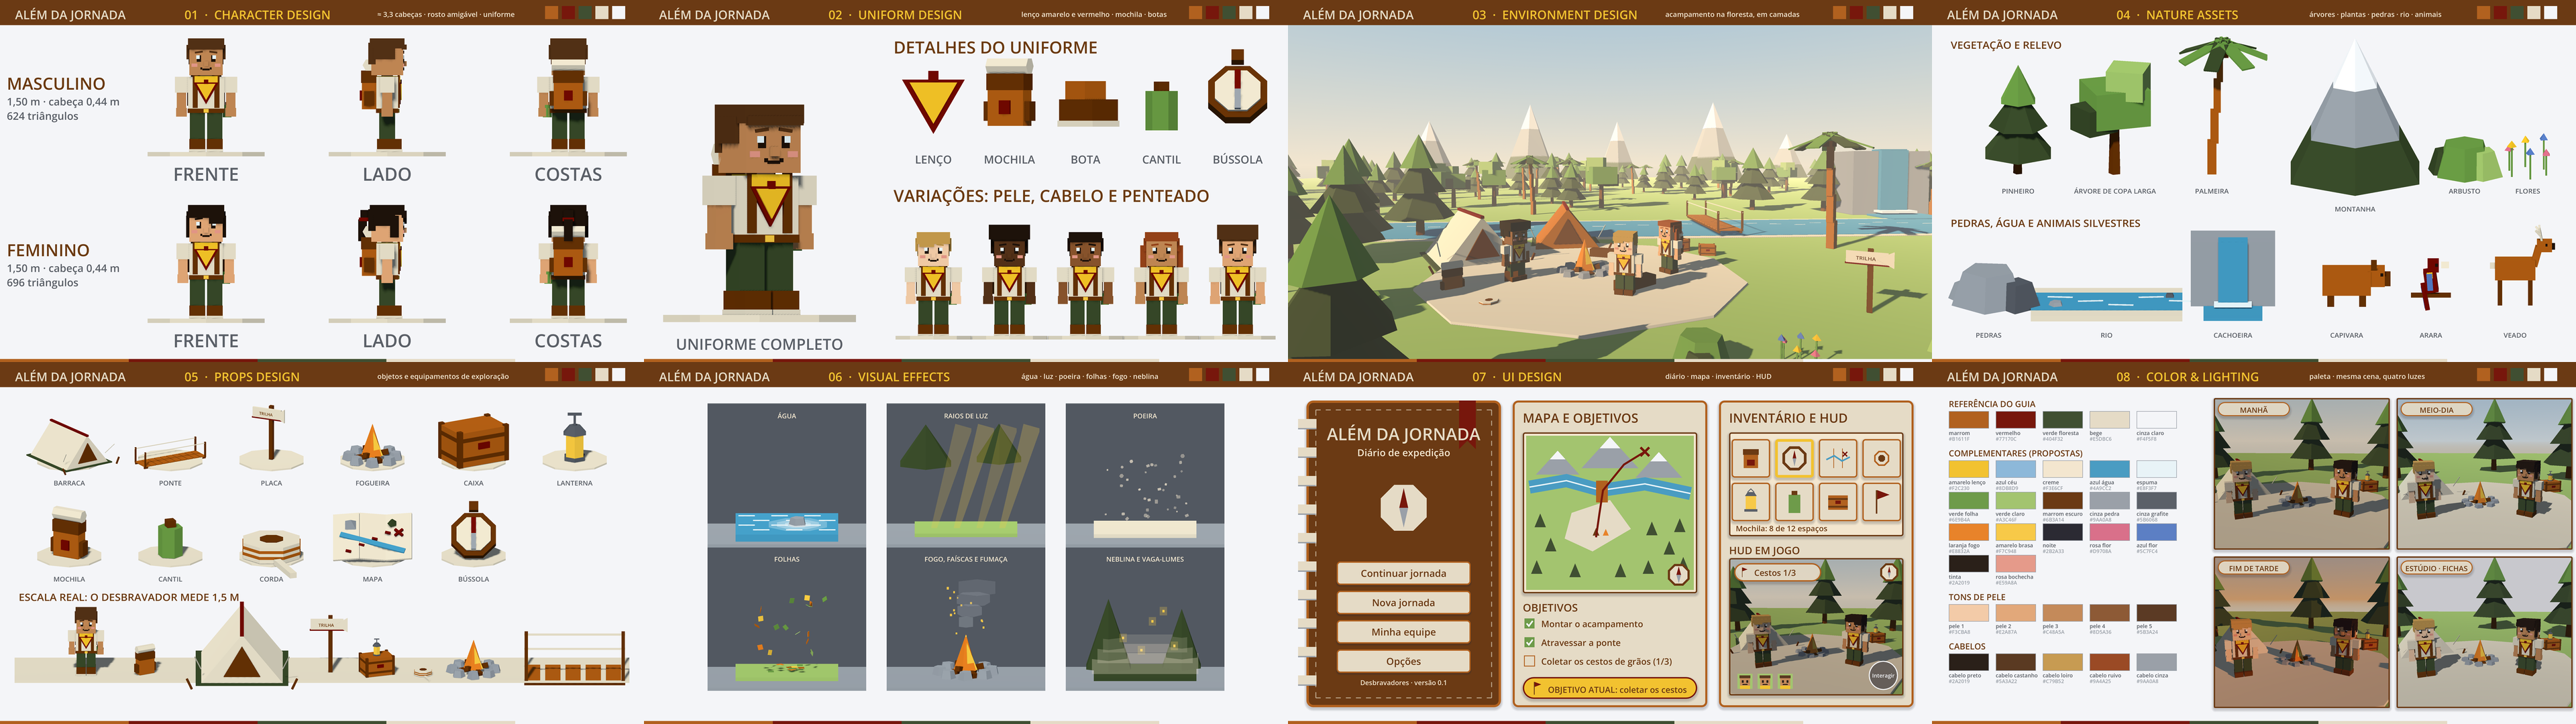 ALÉM DA JORNADA
01 · CHARACTER DESIGN
≈ 3,3 cabeças · rosto amigável · uniforme
MASCULINO
1,50 m · cabeça 0,44 m
624 triângulos
FRENTE
LADO
COSTAS
FEMININO
1,50 m · cabeça 0,44 m
696 triângulos
FRENTE
LADO
COSTAS
ALÉM DA JORNADA
02 · UNIFORM DESIGN
lenço amarelo e vermelho · mochila · botas
DETALHES DO UNIFORME
LENÇO
MOCHILA
BOTA
CANTIL
BÚSSOLA
VARIAÇÕES: PELE, CABELO E PENTEADO
UNIFORME COMPLETO
ALÉM DA JORNADA
03 · ENVIRONMENT DESIGN
acampamento na floresta, em camadas
TRILHA
ALÉM DA JORNADA
04 · NATURE ASSETS
árvores · plantas · pedras · rio · animais
VEGETAÇÃO E RELEVO
PINHEIRO
ÁRVORE DE COPA LARGA
PALMEIRA
MONTANHA
ARBUSTO
FLORES
PEDRAS, ÁGUA E ANIMAIS SILVESTRES
PEDRAS
RIO
CACHOEIRA
CAPIVARA
ARARA
VEADO
ALÉM DA JORNADA
05 · PROPS DESIGN
objetos e equipamentos de exploração
TRILHA
BARRACA
PONTE
PLACA
FOGUEIRA
CAIXA
LANTERNA
MOCHILA
CANTIL
CORDA
MAPA
BÚSSOLA
ESCALA REAL: O DESBRAVADOR MEDE 1,5 M
TRILHA
ALÉM DA JORNADA
06 · VISUAL EFFECTS
água · luz · poeira · folhas · fogo · neblina
ÁGUA
RAIOS DE LUZ
POEIRA
FOLHAS
FOGO, FAÍSCAS E FUMAÇA
NEBLINA E VAGA-LUMES
ALÉM DA JORNADA
07 · UI DESIGN
diário · mapa · inventário · HUD
ALÉM DA JORNADA
Diário de expedição
Continuar jornada
Nova jornada
Minha equipe
Opções
Desbravadores · versão 0.1
MAPA E OBJETIVOS
OBJETIVOS
Montar o acampamento
Atravessar a ponte
Coletar os cestos de grãos (1/3)
OBJETIVO ATUAL: coletar os cestos
INVENTÁRIO E HUD
Mochila: 8 de 12 espaços
HUD EM JOGO
Cestos 1/3
Interagir
ALÉM DA JORNADA
08 · COLOR & LIGHTING
paleta · mesma cena, quatro luzes
REFERÊNCIA DO GUIA
marrom
vermelho
verde floresta
bege
cinza claro
COMPLEMENTARES (PROPOSTAS)
amarelo lenço
azul céu
creme
azul água
espuma
verde folha
verde claro
marrom escuro
cinza pedra
cinza grafite
laranja fogo
amarelo brasa
noite
rosa flor
azul flor
tinta
rosa bochecha
TONS DE PELE
pele 1
pele 2
pele 3
pele 4
pele 5
CABELOS
cabelo preto
cabelo castanho
cabelo loiro
cabelo ruivo
cabelo cinza
MANHÃ
MEIO-DIA
FIM DE TARDE
ESTÚDIO · FICHAS